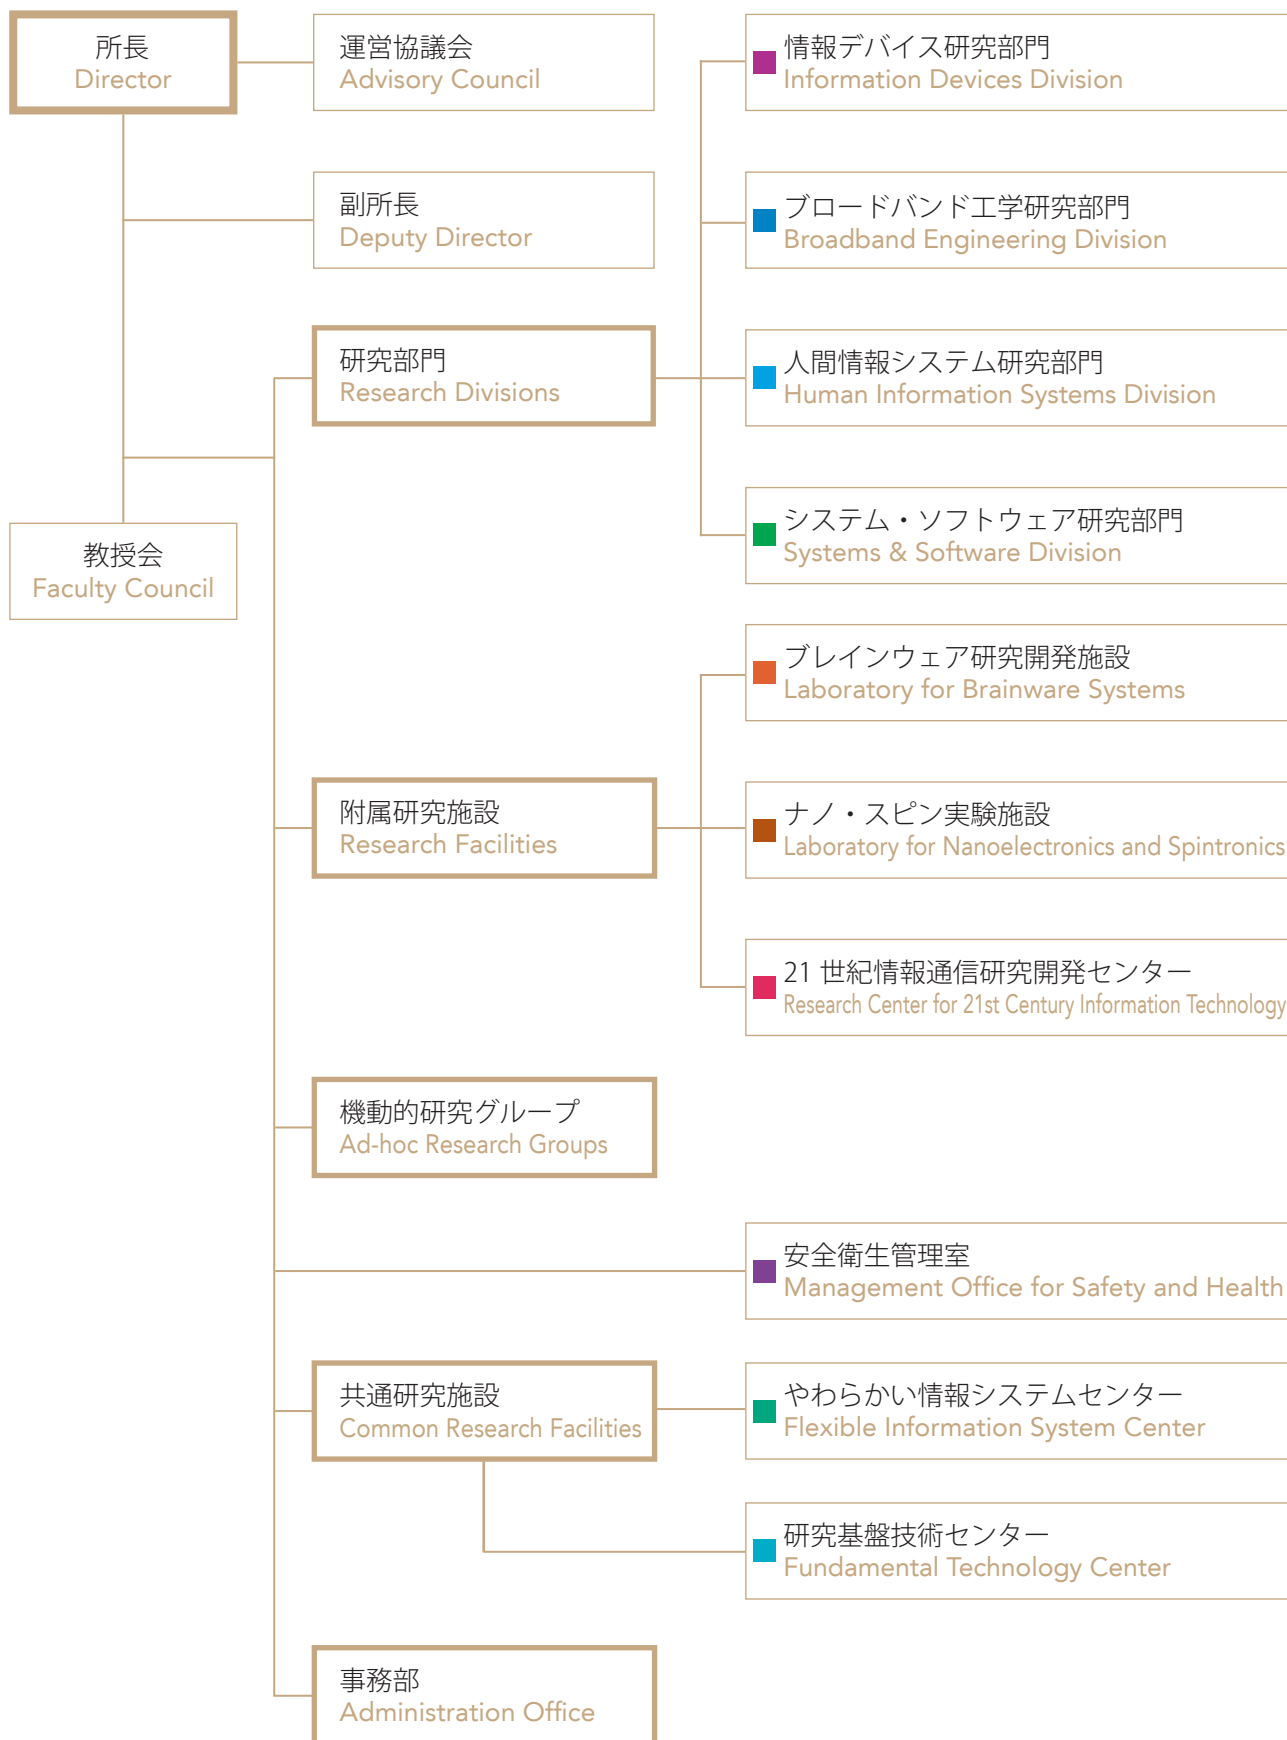 所長
Director
運営協議会
Advisory Council
副所長
Deputy Director
教授会
Faculty Council
研究部門
Research Divisions
情報デバイス研究部門
Information Devices Division
ブロードバンド工学研究部門
Broadband Engineering Division
人間情報システム研究部門
Human Information Systems Division
システム・ソフトウェア研究部門
Systems & Software Division
附属研究施設
Research Facilities
ブレインウェア研究開発施設
Laboratory for Brainware Systems
ナノ・スピン実験施設
Laboratory for Nanoelectronics and Spintronics
21 世紀情報通信研究開発センター
Research Center for 21st Century Information Technology
機動的研究グループ
Ad-hoc Research Groups
安全衛生管理室
Management Office for Safety and Health
共通研究施設
Common Research Facilities
やわらかい情報システムセンター
Flexible Information System Center
研究基盤技術センター
Fundamental Technology Center
事務部
Administration Office